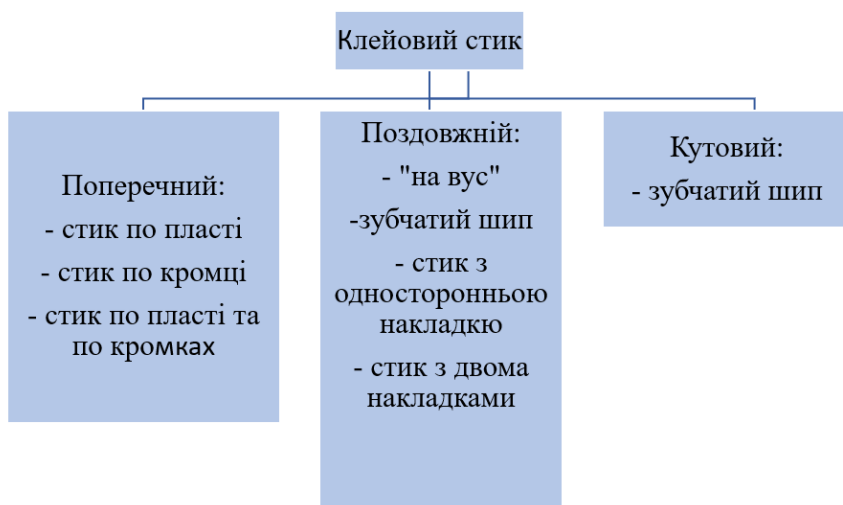 Клейовий стик
Поперечний:
- стик по пласті
- стик по кромці
- стик по пласті та
по кромках
Поздовжній:
- "на вус"
-зубчатий шип
- стик з
односторонньою
накладкю
- стик з двома
накладками
Кутовий:
- зубчатий шип